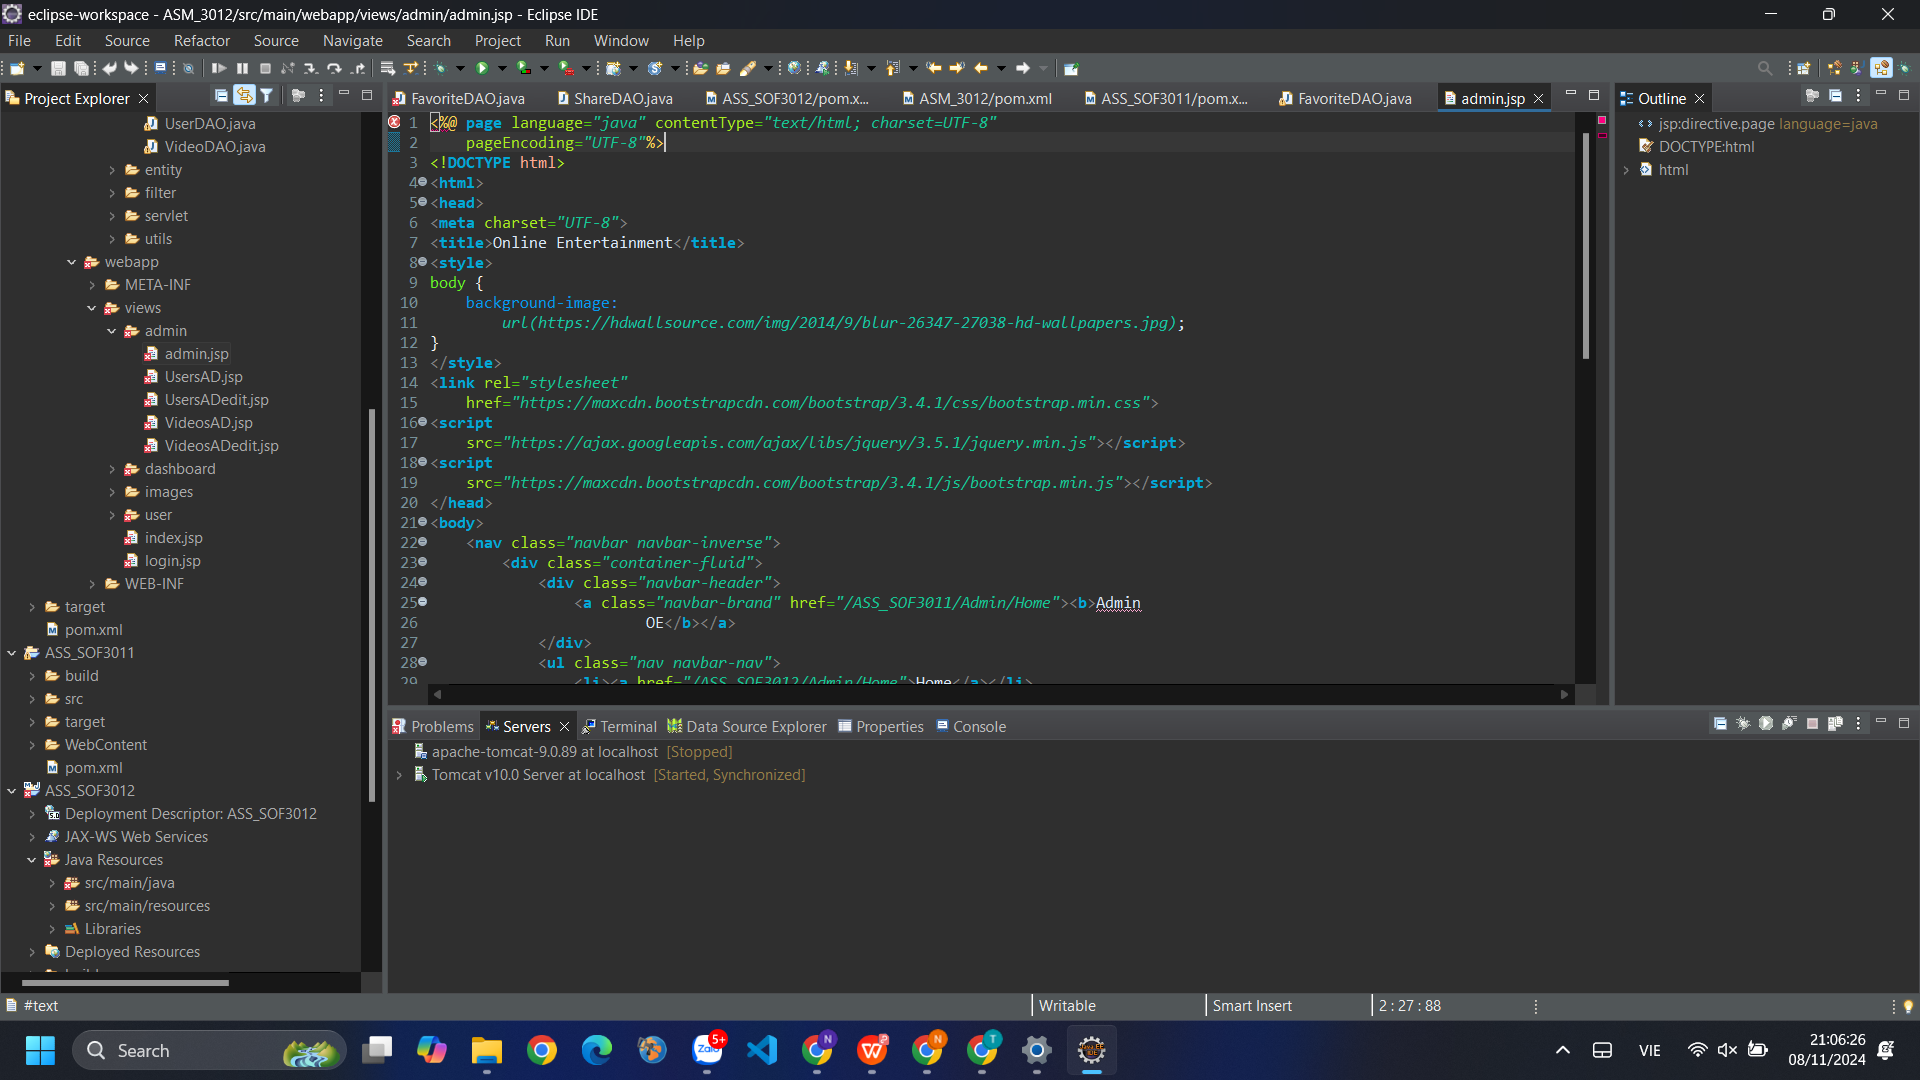 eclipse-workspace - ASM_3012/src/main/webapp/views/admin/admin.jsp - Eclipse IDE
File Edit Source Refactor Source Navigate Search Project Run Window Help
Project Explorer
UserDAO.java
VideoDAO.java
entity
filter
servlet
utils
webapp
META-INF
views
admin
admin.jsp
UsersAD.jsp
UsersADedit.jsp
VideosAD.jsp
VideosADedit.jsp
dashboard
images
user
index.jsp
login.jsp
WEB-INF
target
pom.xml
ASS_SOF3011
build
src
target
WebContent
pom.xml
ASS_SOF3012
Deployment Descriptor: ASS_SOF3012
JAX-WS Web Services
Java Resources
src/main/java
src/main/resources
Libraries
Deployed Resources
FavoriteDAO.java ShareDAO.java ASS_SOF3012/pom.x... ASM_3012/pom.xml ASS_SOF3011/pom.x... FavoriteDAO.java admin.jsp
1 <%@ page language="java" contentType="text/html; charset=UTF-8"
2 pageEncoding="UTF-8"%>
3 <!DOCTYPE html>
4 <html>
5 <head>
6 <meta charset="UTF-8">
7 <title>Online Entertainment</title>
8 <style>
9 body {
10 background-image:
11 url(https://hdwallsource.com/img/2014/9/blur-26347-27038-hd-wallpapers.jpg);
12 }
13 </style>
14 <link rel="stylesheet"
15 href="https://maxcdn.bootstrapcdn.com/bootstrap/3.4.1/css/bootstrap.min.css">
16 <script
17 src="https://ajax.googleapis.com/ajax/libs/jquery/3.5.1/jquery.min.js"></script>
18 <script
19 src="https://maxcdn.bootstrapcdn.com/bootstrap/3.4.1/js/bootstrap.min.js"></script>
20 </head>
21 <body>
22 <nav class="navbar navbar-inverse">
23 <div class="container-fluid">
24 <div class="navbar-header">
25 <a class="navbar-brand" href="/ASS_SOF3011/Admin/Home"><b>Admin
26 OE</b></a>
27 </div>
28 <ul class="nav navbar-nav">
29 <li><a href="/ASS_SOF3012/Admin/Home">Home</a></li>
Outline
jsp:directive.page language=java
DOCTYPE:html
html
Problems Servers Terminal Data Source Explorer Properties Console
apache-tomcat-9.0.89 at localhost [Stopped]
Tomcat v10.0 Server at localhost [Started, Synchronized]
#text Writable Smart Insert 2 : 27 : 88
Search
Zalo
5+
N
N
T
VIE
21:06:26
08/11/2024